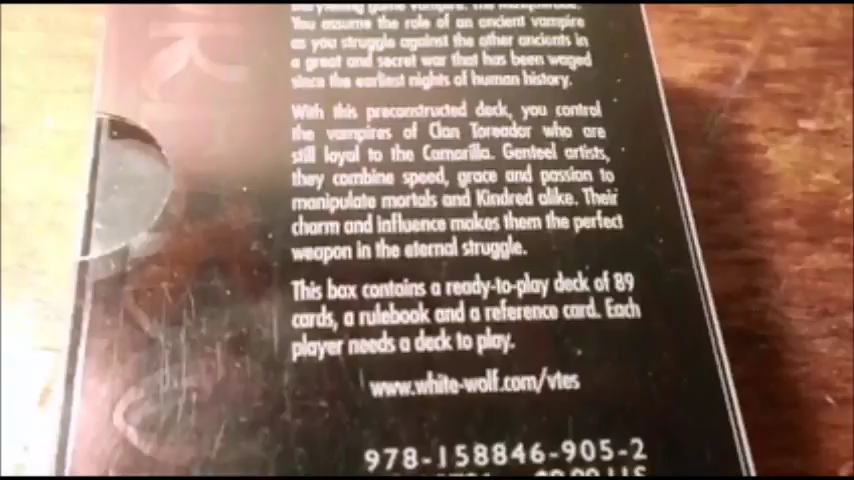 storytelling game Vampire: The Masquerade.
You assume the role of an ancient vampire
as you struggle against the other ancients in
a great and secret war that has been waged
since the earliest nights of human history.
With this preconstructed deck, you control
the vampires of Clan Toreador who are
still loyal to the Camarilla. Genteel artists,
they combine speed, grace and passion to
manipulate mortals and Kindred alike. Their
charm and influence makes them the perfect
weapon in the eternal struggle.
This box contains a ready-to-play deck of 89
cards, a rulebook and a reference card. Each
player needs a deck to play.
www.white-wolf.com/vtes
978-158846-905-2